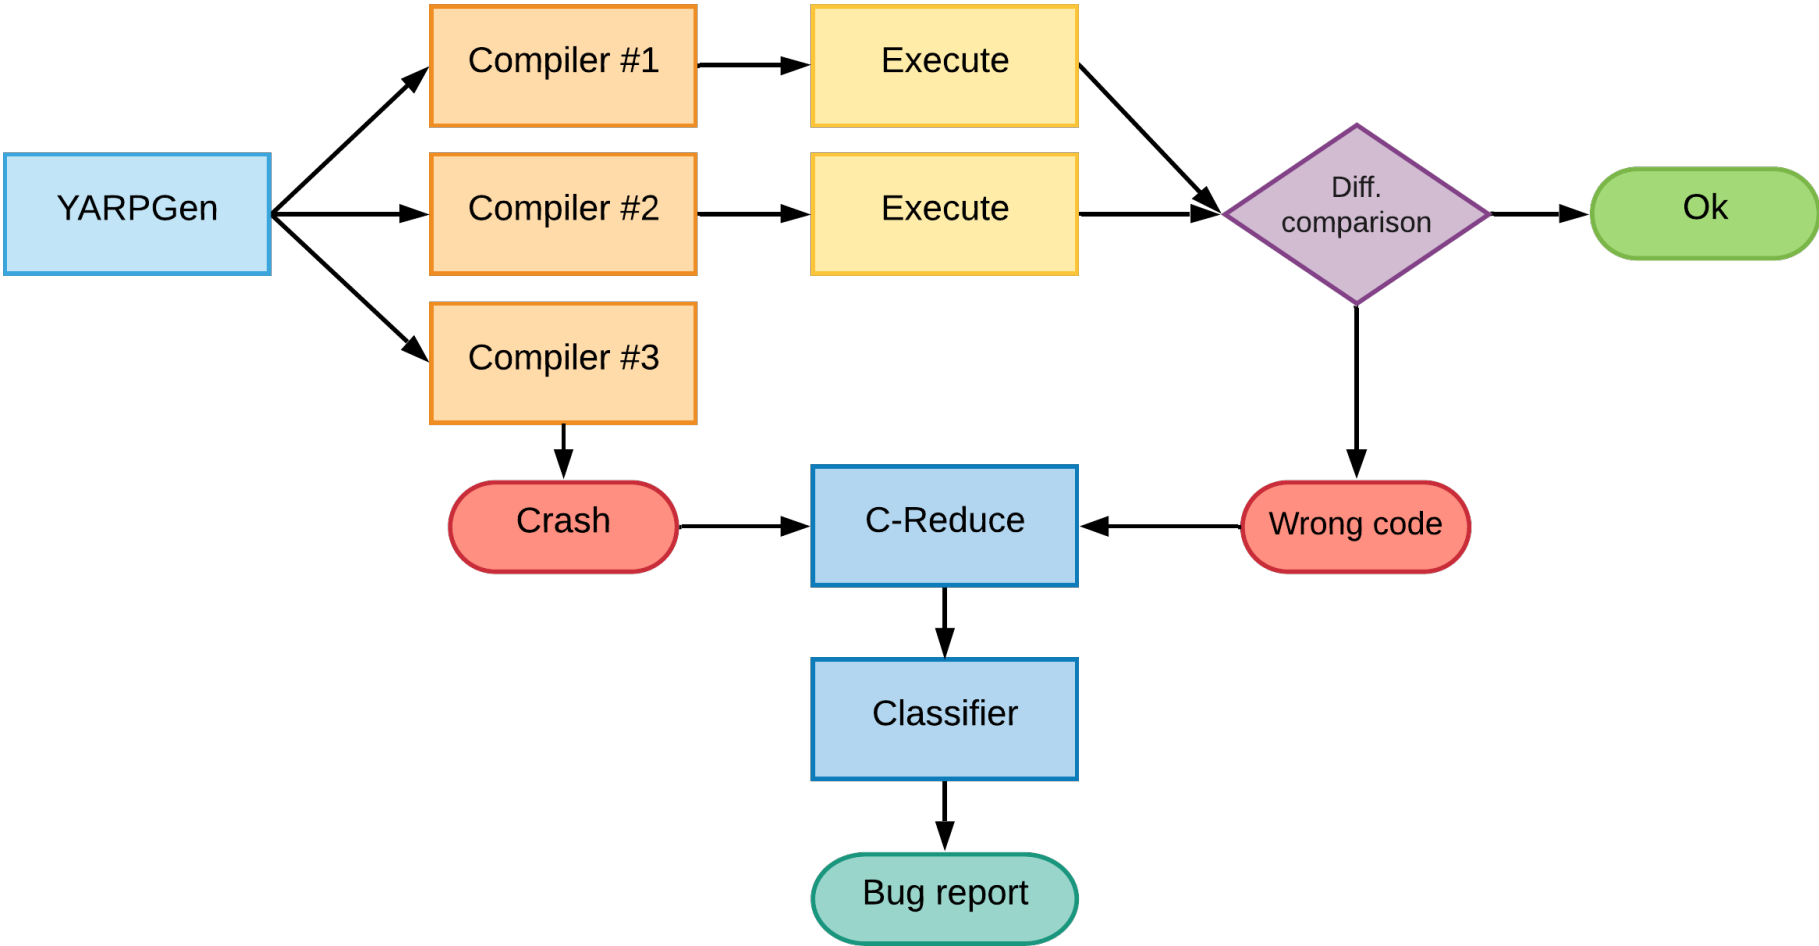 Compiler #1
Execute
YARPGen
Compiler #2
Execute
Diff.
comparison
Ok
Compiler #3
Crash
C-Reduce
Wrong code
Classifier
Bug report